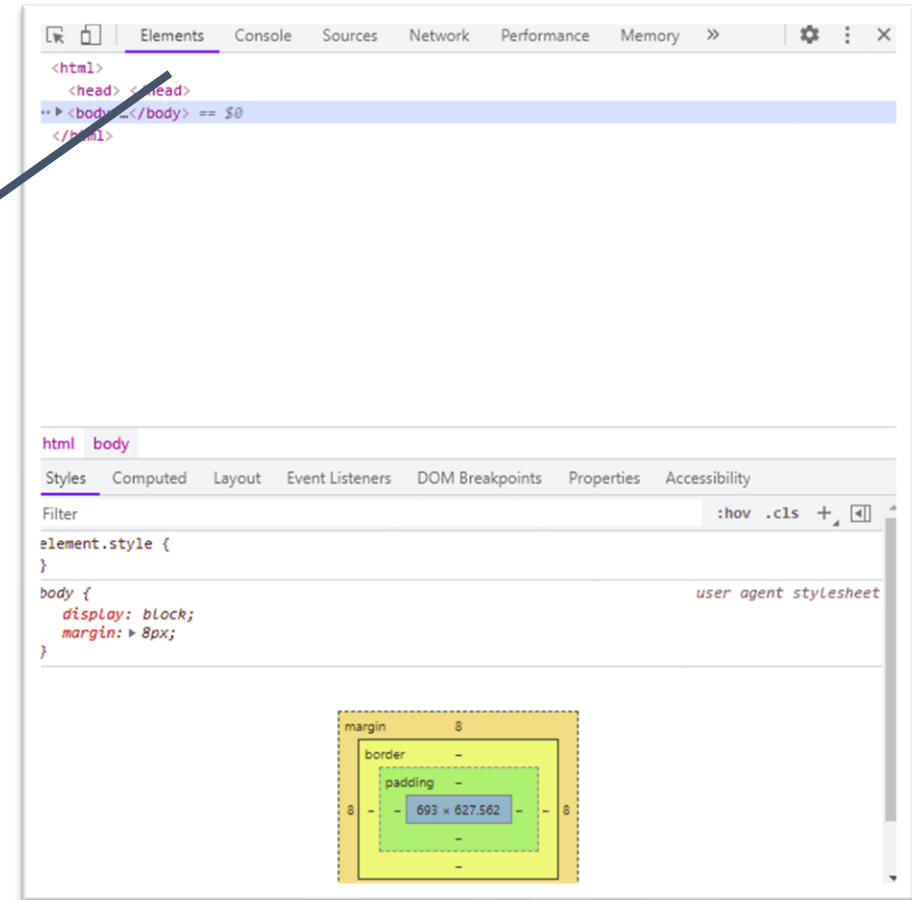 Elements Console Sources Network Performance Memory »
<html>
<head> </head>
<body …</body> == $0
</html>
html body
Styles Computed Layout Event Listeners DOM Breakpoints Properties Accessibility
Filter :hov .cls +
element.style {
}
body { user agent stylesheet
display: block;
margin: 8px;
}
margin 8
border -
padding -
8 - - 693 × 627.562 - - 8
-
-